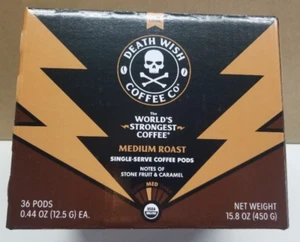 DEATH WISH
COFFEE CO.
The
WORLD'S
STRONGEST
COFFEE
MEDIUM ROAST
SINGLE-SERVE COFFEE PODS
NOTES OF
STONE FRUIT & CARAMEL
MED
36 PODS
0.44 OZ (12.5 G) EA.
NET WEIGHT
15.8 OZ (450 G)